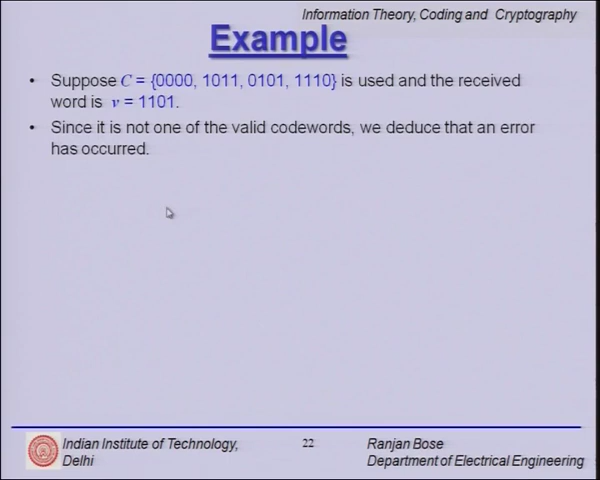 Information Theory, Coding and Cryptography
Example
• Suppose C = {0000, 1011, 0101, 1110} is used and the received
word is v = 1101.
• Since it is not one of the valid codewords, we deduce that an error
has occurred.
Indian Institute of Technology,
Delhi
22
Ranjan Bose
Department of Electrical Engineering